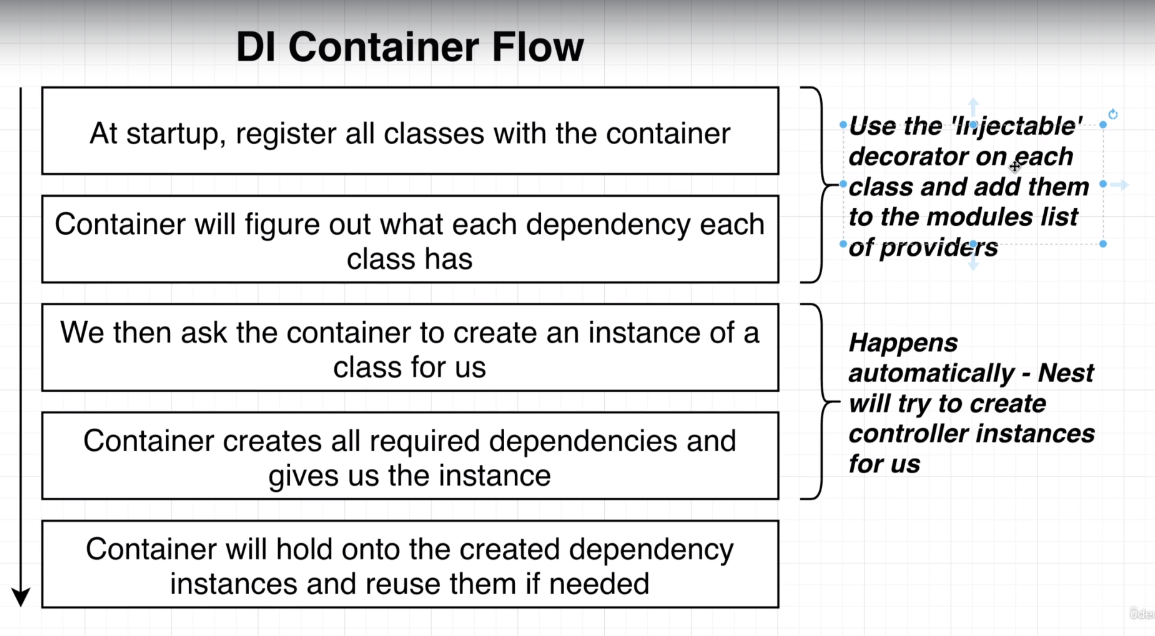 DI Container Flow
At startup, register all classes with the container
Container will figure out what each dependency each
class has
We then ask the container to create an instance of a
class for us
Container creates all required dependencies and
gives us the instance
Container will hold onto the created dependency
instances and reuse them if needed
Use the 'Injectable'
decorator on each
class and add them
to the modules list
of providers
Happens
automatically - Nest
will try to create
controller instances
for us